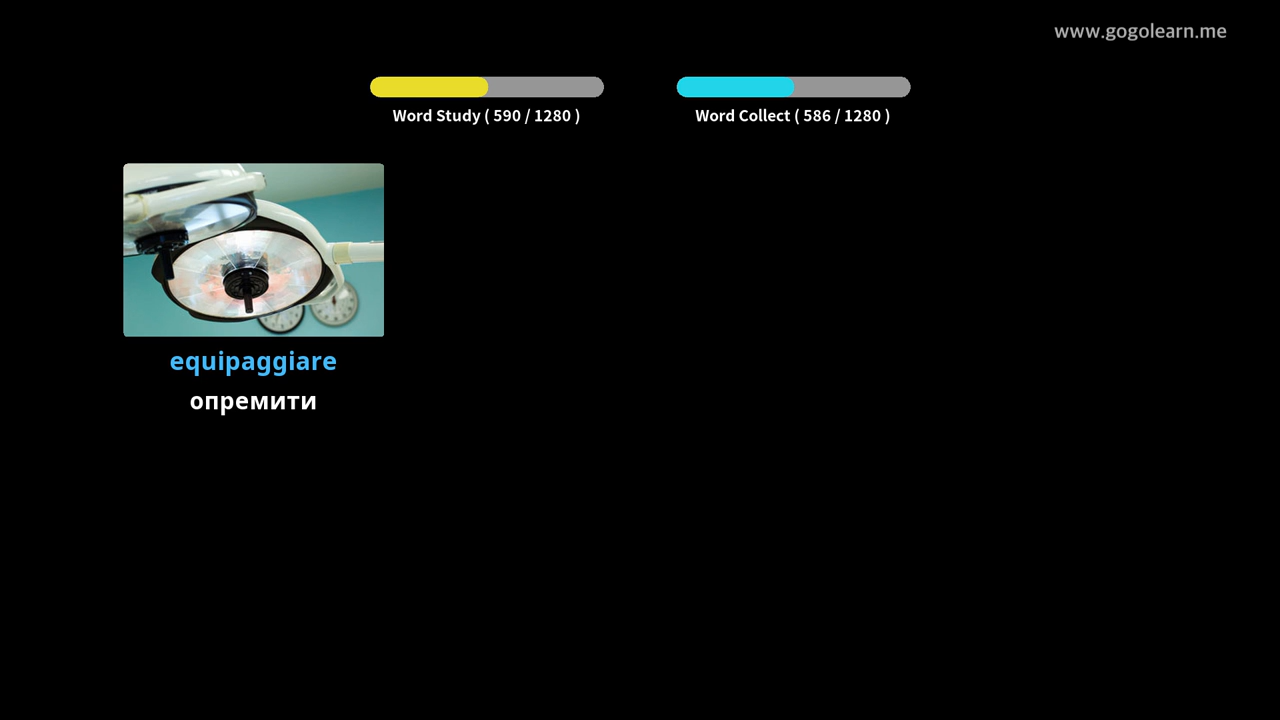 www.gogolearn.me
Word Study ( 590 / 1280 )
Word Collect ( 586 / 1280 )
equipaggiare
опремити